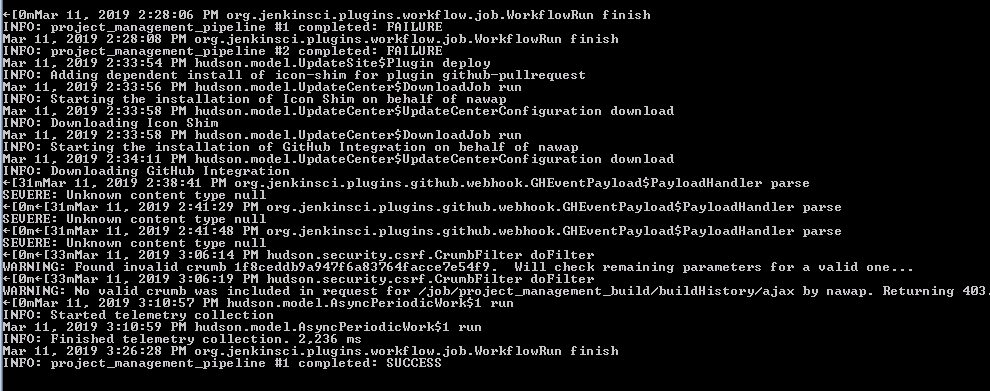 ←[0mMar 11, 2019 2:28:06 PM org.jenkinsci.plugins.workflow.job.WorkflowRun finish
INFO: project_management_pipeline #1 completed: FAILURE
Mar 11, 2019 2:28:08 PM org.jenkinsci.plugins.workflow.job.WorkflowRun finish
INFO: project_management_pipeline #2 completed: FAILURE
Mar 11, 2019 2:33:54 PM hudson.model.UpdateSite$Plugin deploy
INFO: Adding dependent install of icon-shim for plugin github-pullrequest
Mar 11, 2019 2:33:56 PM hudson.model.UpdateCenter$DownloadJob run
INFO: Starting the installation of Icon Shim on behalf of nawap
Mar 11, 2019 2:33:58 PM hudson.model.UpdateCenter$UpdateCenterConfiguration download
INFO: Downloading Icon Shim
Mar 11, 2019 2:33:58 PM hudson.model.UpdateCenter$DownloadJob run
INFO: Starting the installation of GitHub Integration on behalf of nawap
Mar 11, 2019 2:34:11 PM hudson.model.UpdateCenter$UpdateCenterConfiguration download
INFO: Downloading GitHub Integration
←[31mMar 11, 2019 2:38:41 PM org.jenkinsci.plugins.github.webhook.GHEventPayload$PayloadHandler parse
SEVERE: Unknown content type null
←[0m←[31mMar 11, 2019 2:41:29 PM org.jenkinsci.plugins.github.webhook.GHEventPayload$PayloadHandler parse
SEVERE: Unknown content type null
←[0m←[31mMar 11, 2019 2:41:48 PM org.jenkinsci.plugins.github.webhook.GHEventPayload$PayloadHandler parse
SEVERE: Unknown content type null
←[0m←[33mMar 11, 2019 3:06:14 PM hudson.security.csrf.CrumbFilter doFilter
WARNING: Found invalid crumb 1f8ceddb9a947f6a83764facce7e54f9.  Will check remaining parameters for a valid one...
←[0m←[33mMar 11, 2019 3:06:19 PM hudson.security.csrf.CrumbFilter doFilter
WARNING: No valid crumb was included in request for /job/project_management_build/buildHistory/ajax by nawap. Returning 403.
←[0mMar 11, 2019 3:10:57 PM hudson.model.AsyncPeriodicWork$1 run
INFO: Started telemetry collection
Mar 11, 2019 3:10:59 PM hudson.model.AsyncPeriodicWork$1 run
INFO: Finished telemetry collection. 2,236 ms
Mar 11, 2019 3:26:28 PM org.jenkinsci.plugins.workflow.job.WorkflowRun finish
INFO: project_management_pipeline #1 completed: SUCCESS